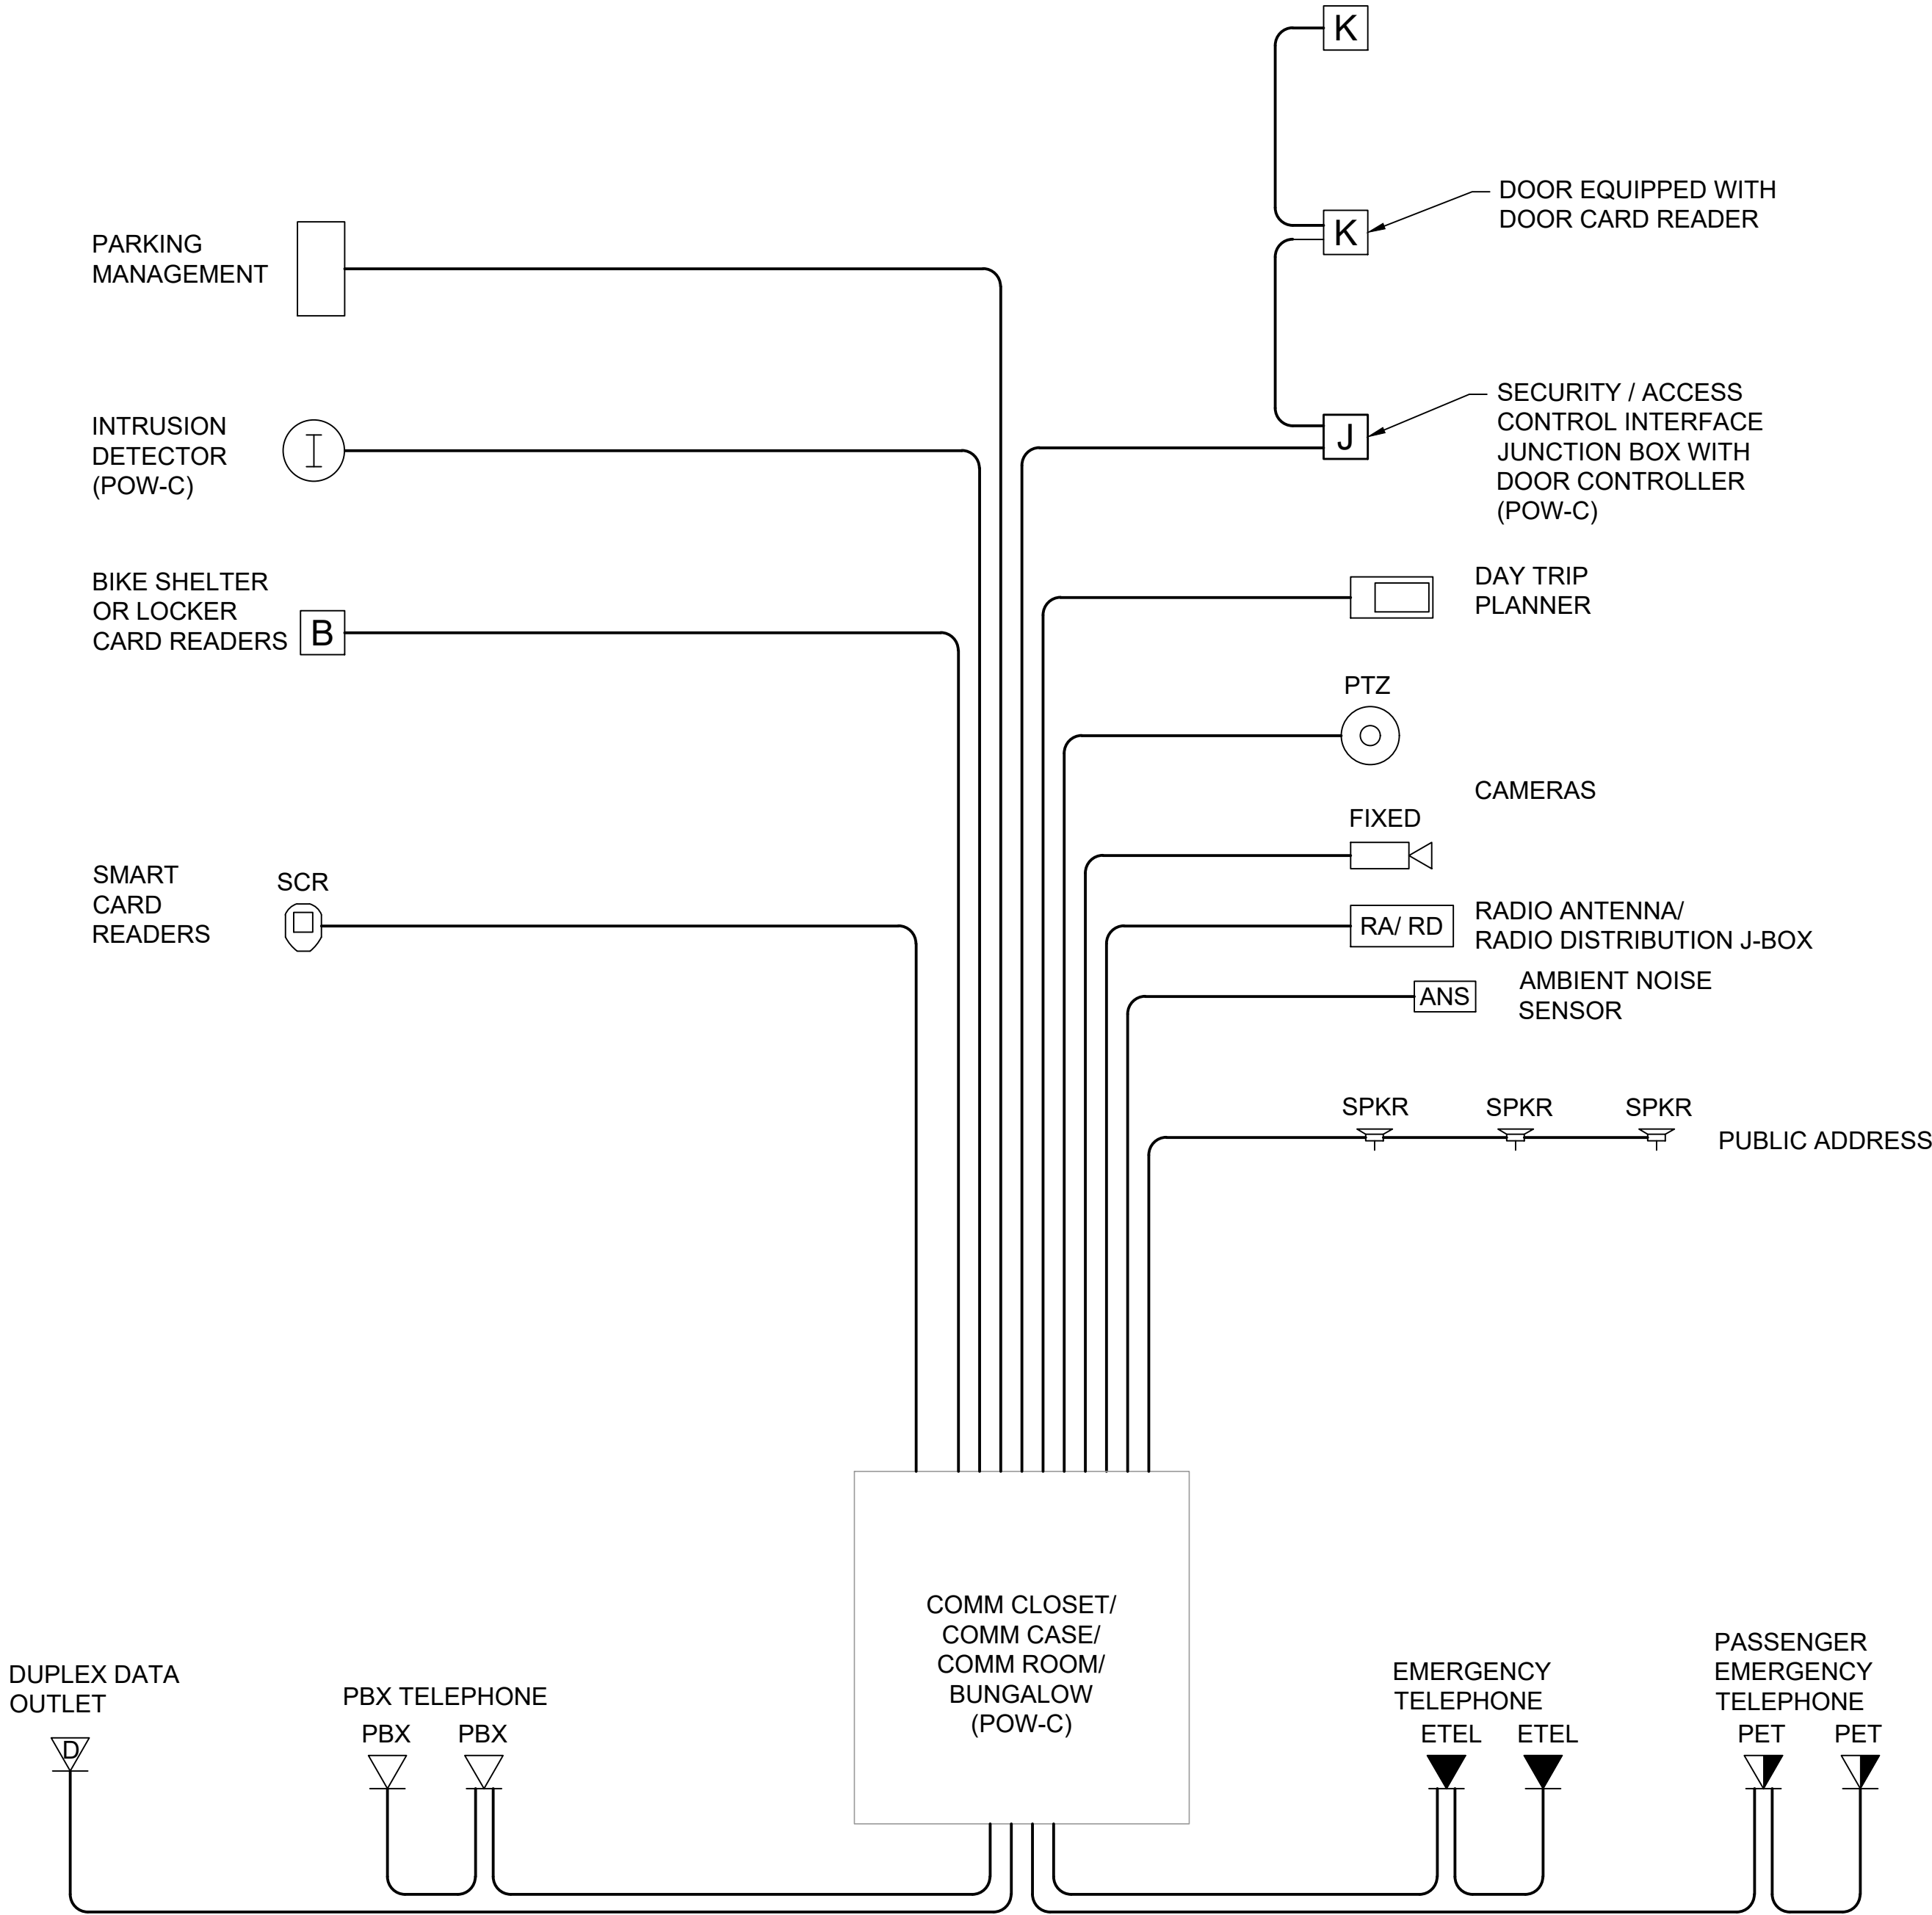 K
DOOR EQUIPPED WITH
DOOR CARD READER
K
PARKING
MANAGEMENT
SECURITY / ACCESS
CONTROL INTERFACE
JUNCTION BOX WITH
DOOR CONTROLLER
(POW-C)
J
INTRUSION
DETECTOR
(POW-C)
I
BIKE SHELTER
OR LOCKER
CARD READERS
B
DAY TRIP
PLANNER
PTZ
CAMERAS
FIXED
SMART
CARD
READERS
SCR
RA/ RD
RADIO ANTENNA/
RADIO DISTRIBUTION J-BOX
ANS
AMBIENT NOISE
SENSOR
SPKR
SPKR
SPKR
PUBLIC ADDRESS
COMM CLOSET/
COMM CASE/
COMM ROOM/
BUNGALOW
(POW-C)
DUPLEX DATA
OUTLET
D
PBX TELEPHONE
PBX
PBX
EMERGENCY
TELEPHONE
ETEL
ETEL
PASSENGER
EMERGENCY
TELEPHONE
PET
PET